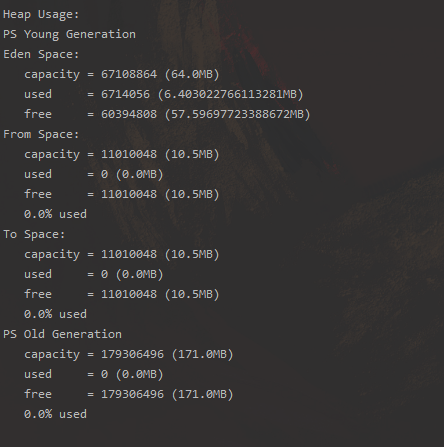 Heap Usage:
PS Young Generation
Eden Space:
   capacity = 67108864 (64.0MB)
   used     = 6714056 (6.403022766113281MB)
   free     = 60394808 (57.59697723388672MB)
From Space:
   capacity = 11010048 (10.5MB)
   used     = 0 (0.0MB)
   free     = 11010048 (10.5MB)
   0.0% used
To Space:
   capacity = 11010048 (10.5MB)
   used     = 0 (0.0MB)
   free     = 11010048 (10.5MB)
   0.0% used
PS Old Generation
   capacity = 179306496 (171.0MB)
   used     = 0 (0.0MB)
   free     = 179306496 (171.0MB)
   0.0% used